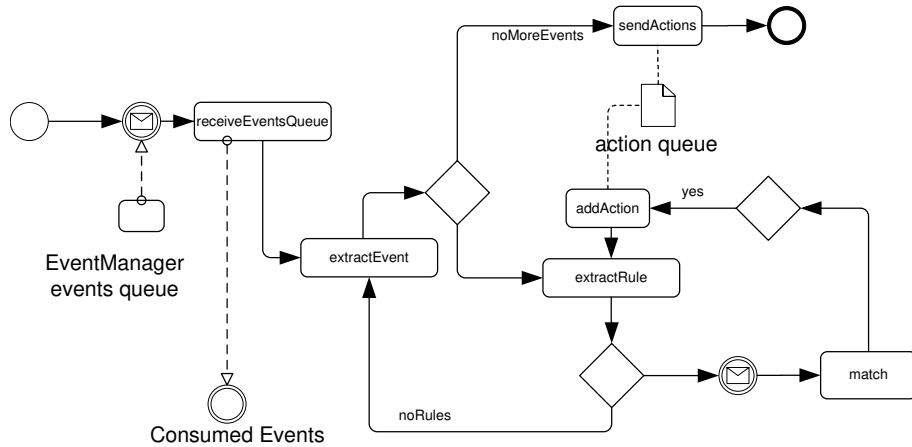 sendActions
noMoreEvents
receiveEventsQueue
action queue
yes
addAction
EventManager
events queue
extractEvent
extractRule
match
noRules
Consumed Events